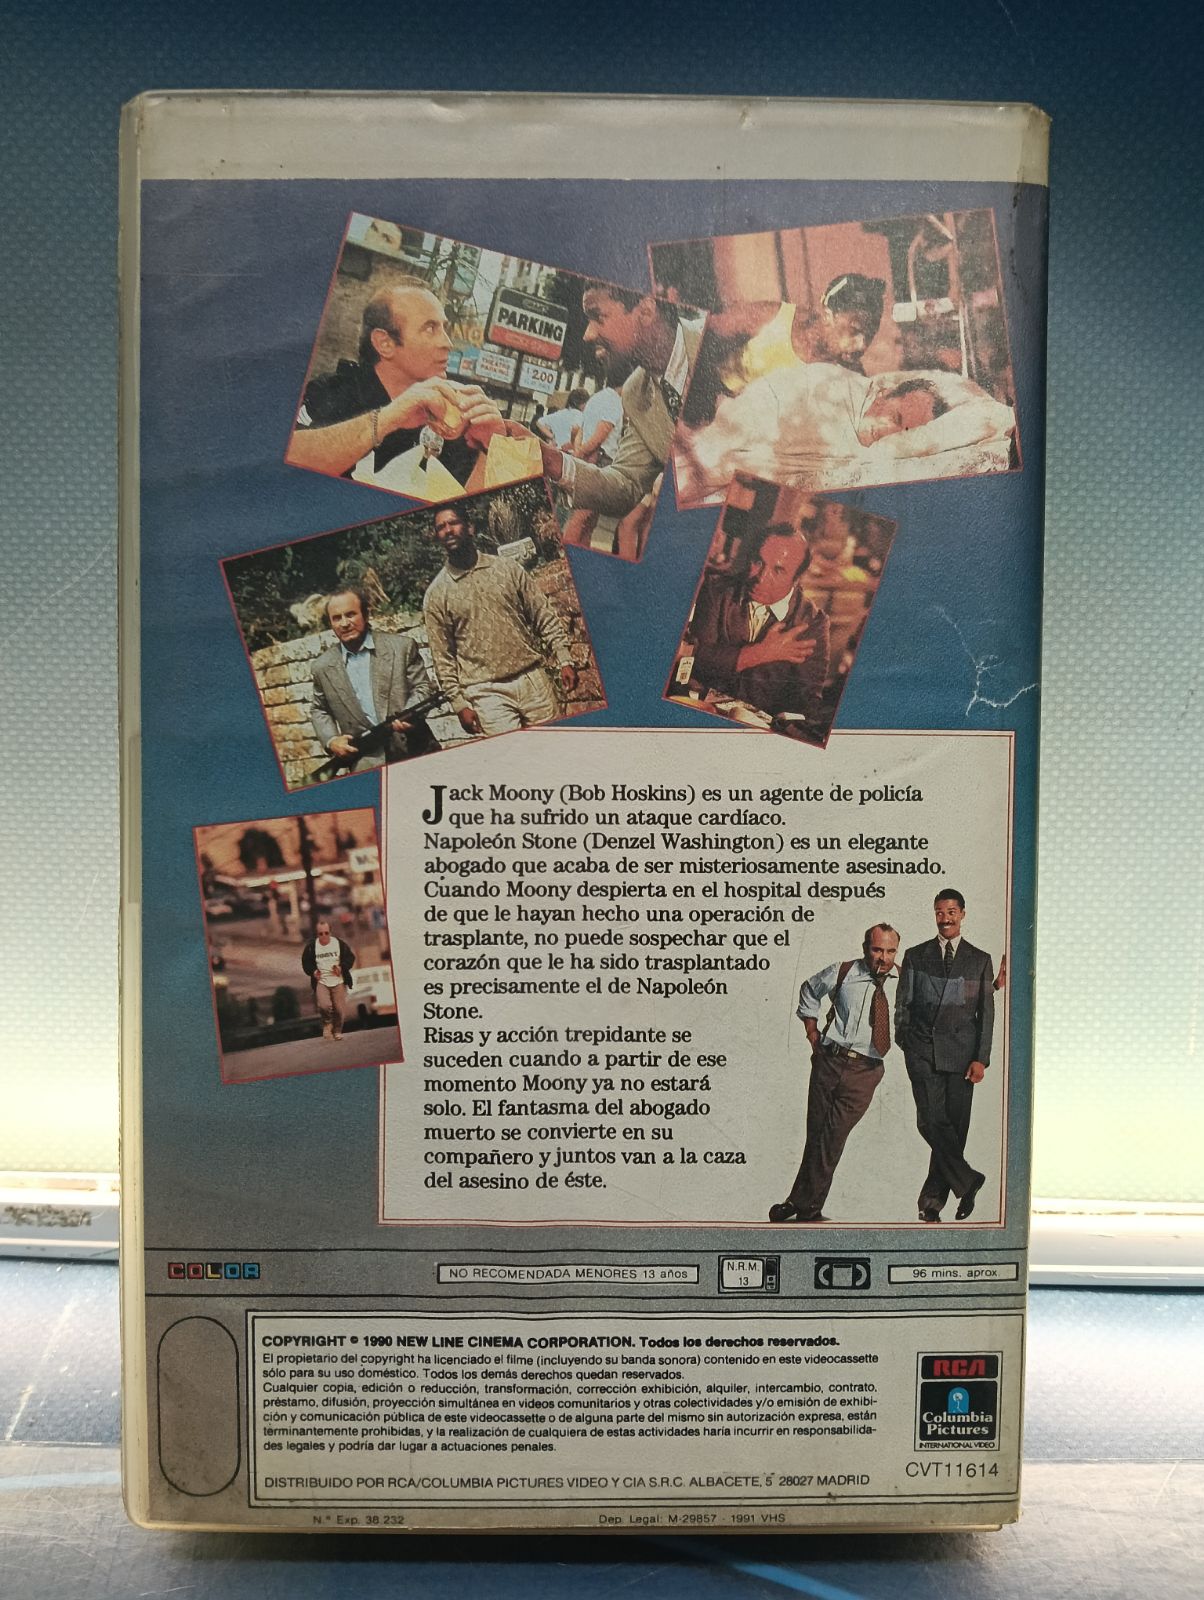 PARKING
THEATRE
PARKING
2.00
Jack Moony (Bob Hoskins) es un agente de policía
que ha sufrido un ataque cardíaco.
Napoleón Stone (Denzel Washington) es un elegante
abogado que acaba de ser misteriosamente asesinado.
Cuando Moony despierta en el hospital después
de que le hayan hecho una operación de
trasplante, no puede sospechar que el
corazón que le ha sido trasplantado
es precisamente el de Napoleón
Stone.
Risas y acción trepidante se
suceden cuando a partir de ese
momento Moony ya no estará
solo. El fantasma del abogado
muerto se convierte en su
compañero y juntos van a la caza
del asesino de éste.
COLOR
NO RECOMENDADA MENORES 13 años
N.R.M.
13
96 mins. aprox.
COPYRIGHT © 1990 NEW LINE CINEMA CORPORATION. Todos los derechos reservados.
El propietario del copyright ha licenciado el filme (incluyendo su banda sonora) contenido en este videocassette
sólo para su uso doméstico. Todos los demás derechos quedan reservados.
Cualquier copia, edición o reducción, transformación, corrección exhibición, alquiler, intercambio, contrato,
préstamo, difusión, proyección simultánea en videos comunitarios y otras colectividades y/o emisión de exhibi-
ción y comunicación pública de este videocassette o de alguna parte del mismo sin autorización expresa, están
terminantemente prohibidas, y la realización de cualquiera de estas actividades haría incurrir en responsabilida-
des legales y podría dar lugar a actuaciones penales.
DISTRIBUIDO POR RCA/COLUMBIA PICTURES VIDEO Y CIA S.R.C. ALBACETE, 5 28027 MADRID
RCA
Columbia
Pictures
INTERNATIONAL VIDEO
CVT11614
N.º Exp. 38.232
Dep. Legal: M-29857 - 1991 VHS